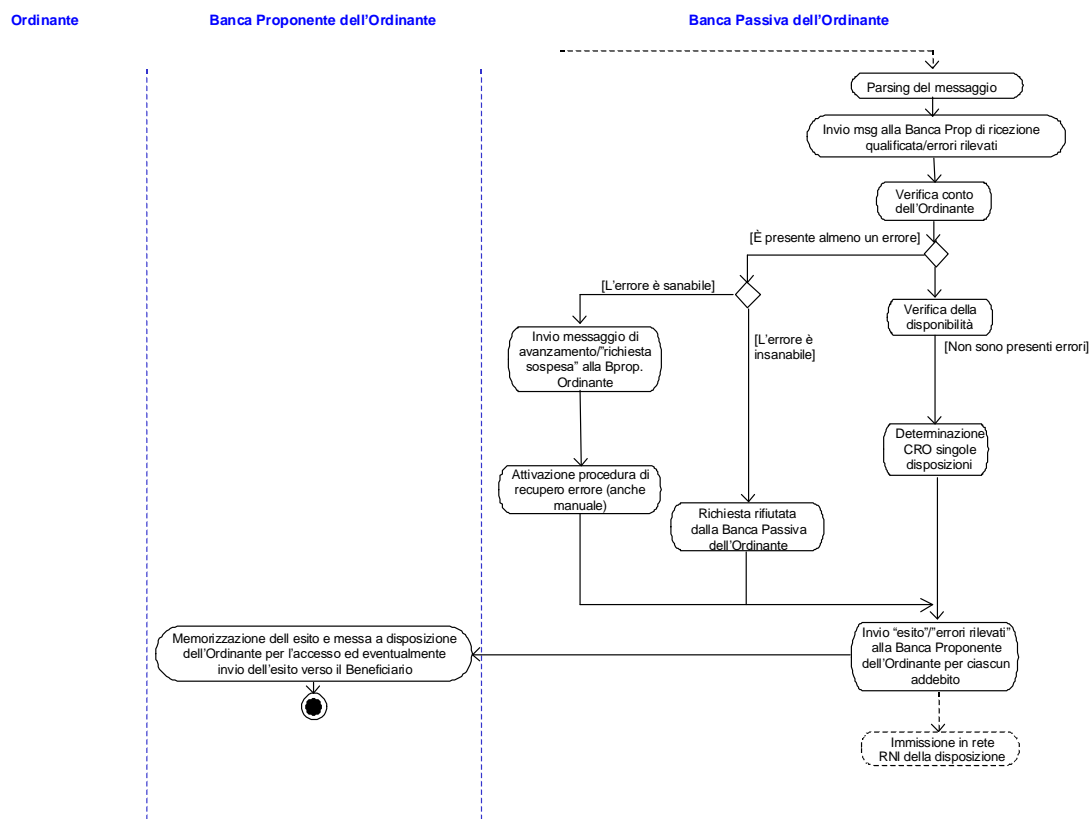 Ordinante
Banca Proponente dell'Ordinante
Banca Passiva dell'Ordinante
Parsing del messaggio
Invio msg alla Banca Prop di ricezione
qualificata/errori rilevati
Verifica conto
dell'Ordinante
[È presente almeno un errore]
[L'errore è sanabile]
Verifica della
disponibilità
Invio messaggio di
avanzamento/"richiesta
sospesa" alla Bprop.
Ordinante
[L'errore è
insanabile]
[Non sono presenti errori]
Determinazione
CRO singole
disposizioni
Attivazione procedura di
recupero errore (anche
manuale)
Richiesta rifiutata
dalla Banca Passiva
dell'Ordinante
Memorizzazione dell esito e messa a disposizione
dell'Ordinante per l'accesso ed eventualmente
invio dell'esito verso il Beneficiario
Invio "esito"/"errori rilevati"
alla Banca Proponente
dell'Ordinante per ciascun
addebito
Immissione in rete
RNI della disposizione